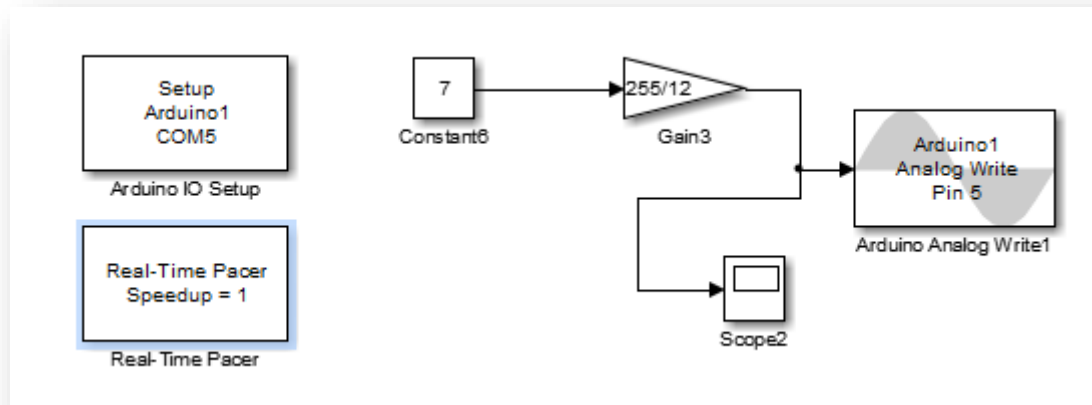 Setup
Arduino1
COM5
Arduino IO Setup
7
Constant6
255/12
Gain3
Arduino1
Analog Write
Pin 5
Arduino Analog Write1
Real-Time Pacer
Speedup = 1
Real-Time Pacer
Scope2